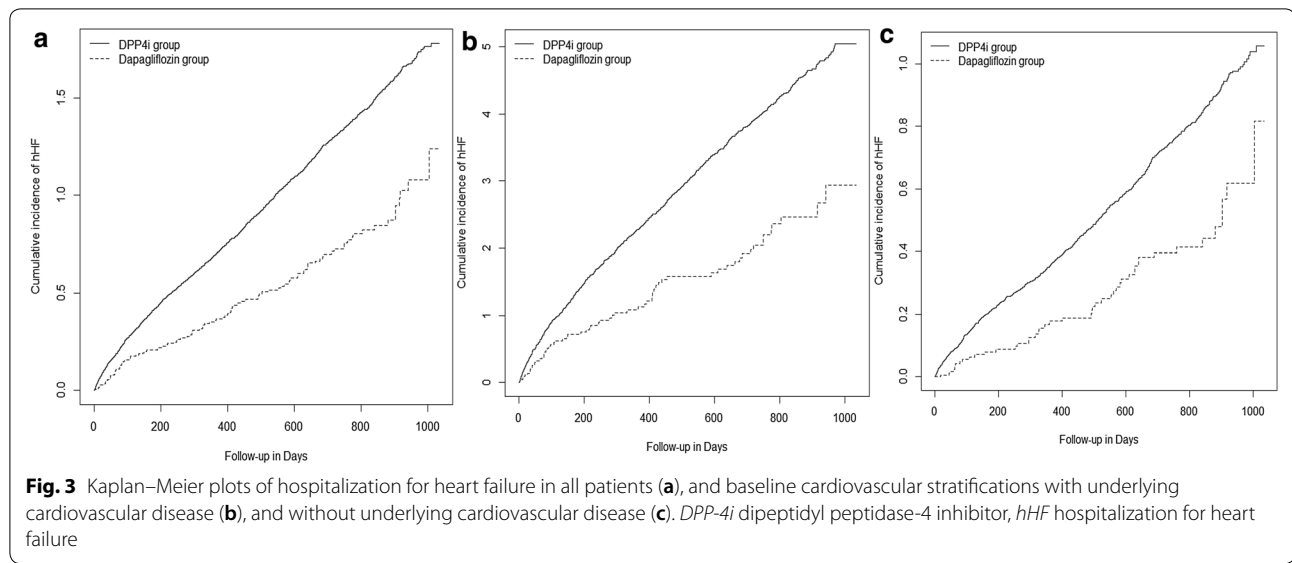 a
DPP4i group
Dapagliflozin group
Cumulative incidence of hHF
1.5
1.0
0.5
0.0
0 200 400 600 800 1000
Follow-up in Days
b
DPP4i group
Dapagliflozin group
Cumulative incidence of hHF
5
4
3
2
1
0
0 200 400 600 800 1000
Follow-up in Days
c
DPP4i group
Dapagliflozin group
Cumulative incidence of hHF
1.0
0.8
0.6
0.4
0.2
0.0
0 200 400 600 800 1000
Follow-up in Days
Fig. 3 Kaplan–Meier plots of hospitalization for heart failure in all patients (a), and baseline cardiovascular stratifications with underlying
cardiovascular disease (b), and without underlying cardiovascular disease (c). DPP-4i dipeptidyl peptidase-4 inhibitor, hHF hospitalization for heart
failure